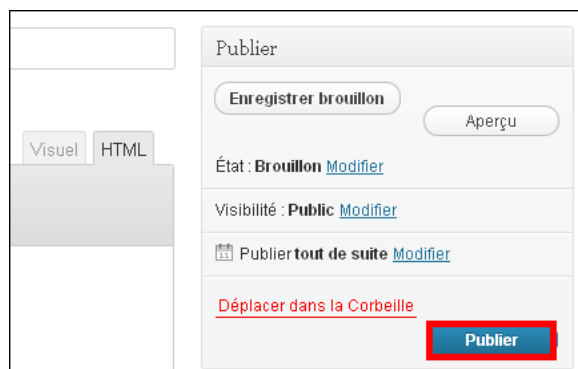 Publier
Enregistrer brouillon
Aperçu
Visuel HTML
État : Brouillon Modifier
Visibilité : Public Modifier
11 Publier tout de suite Modifier
Déplacer dans la Corbeille
Publier